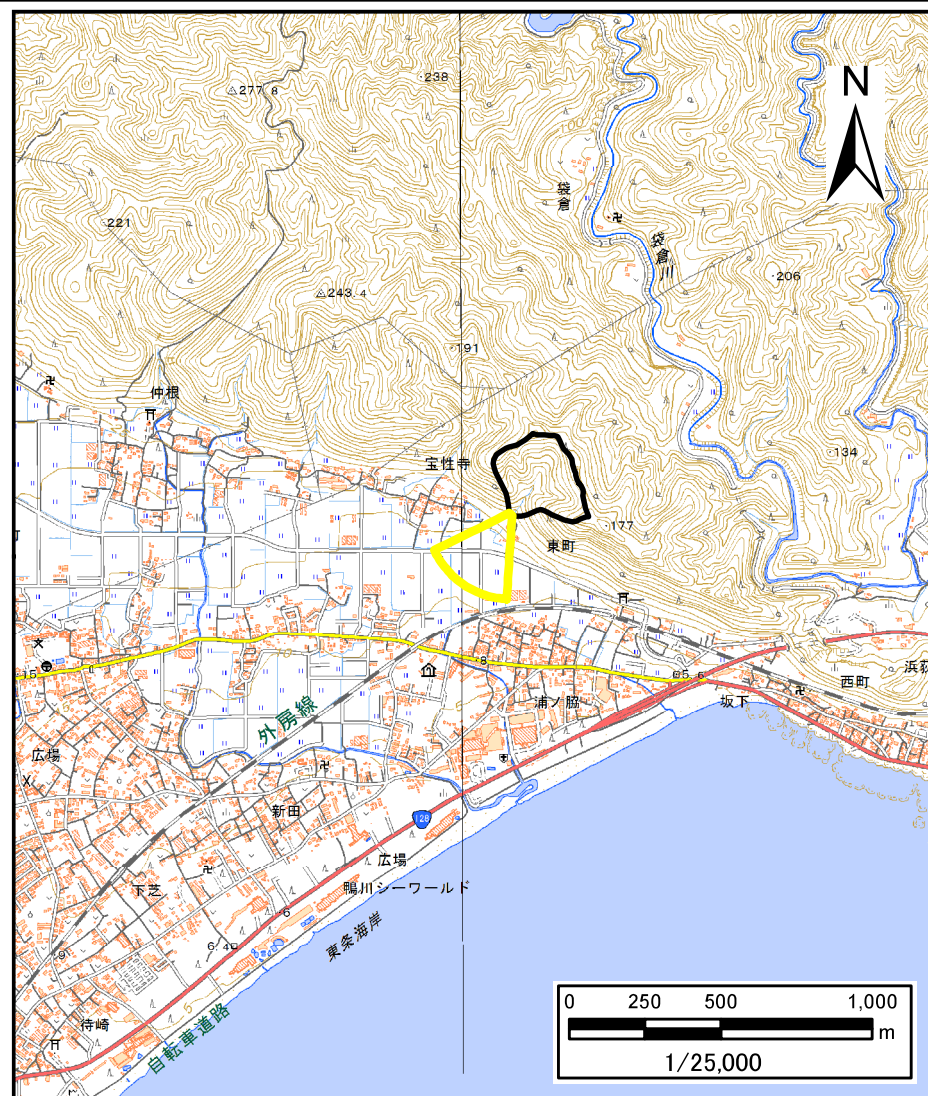 238
277.8
N
100
袋倉
221
袋倉川
206
243.4
191
仲根
134
宝性寺
177
東町
10
15
8
5.6
浜荻
西町
坂下
浦ノ脇
外房線
広場
新田
128
広場
下芝
鴨川シーワールド
6
東条海岸
6.4
9
5
待崎
自転車道路
0 250 500 1,000
m
1/25,000